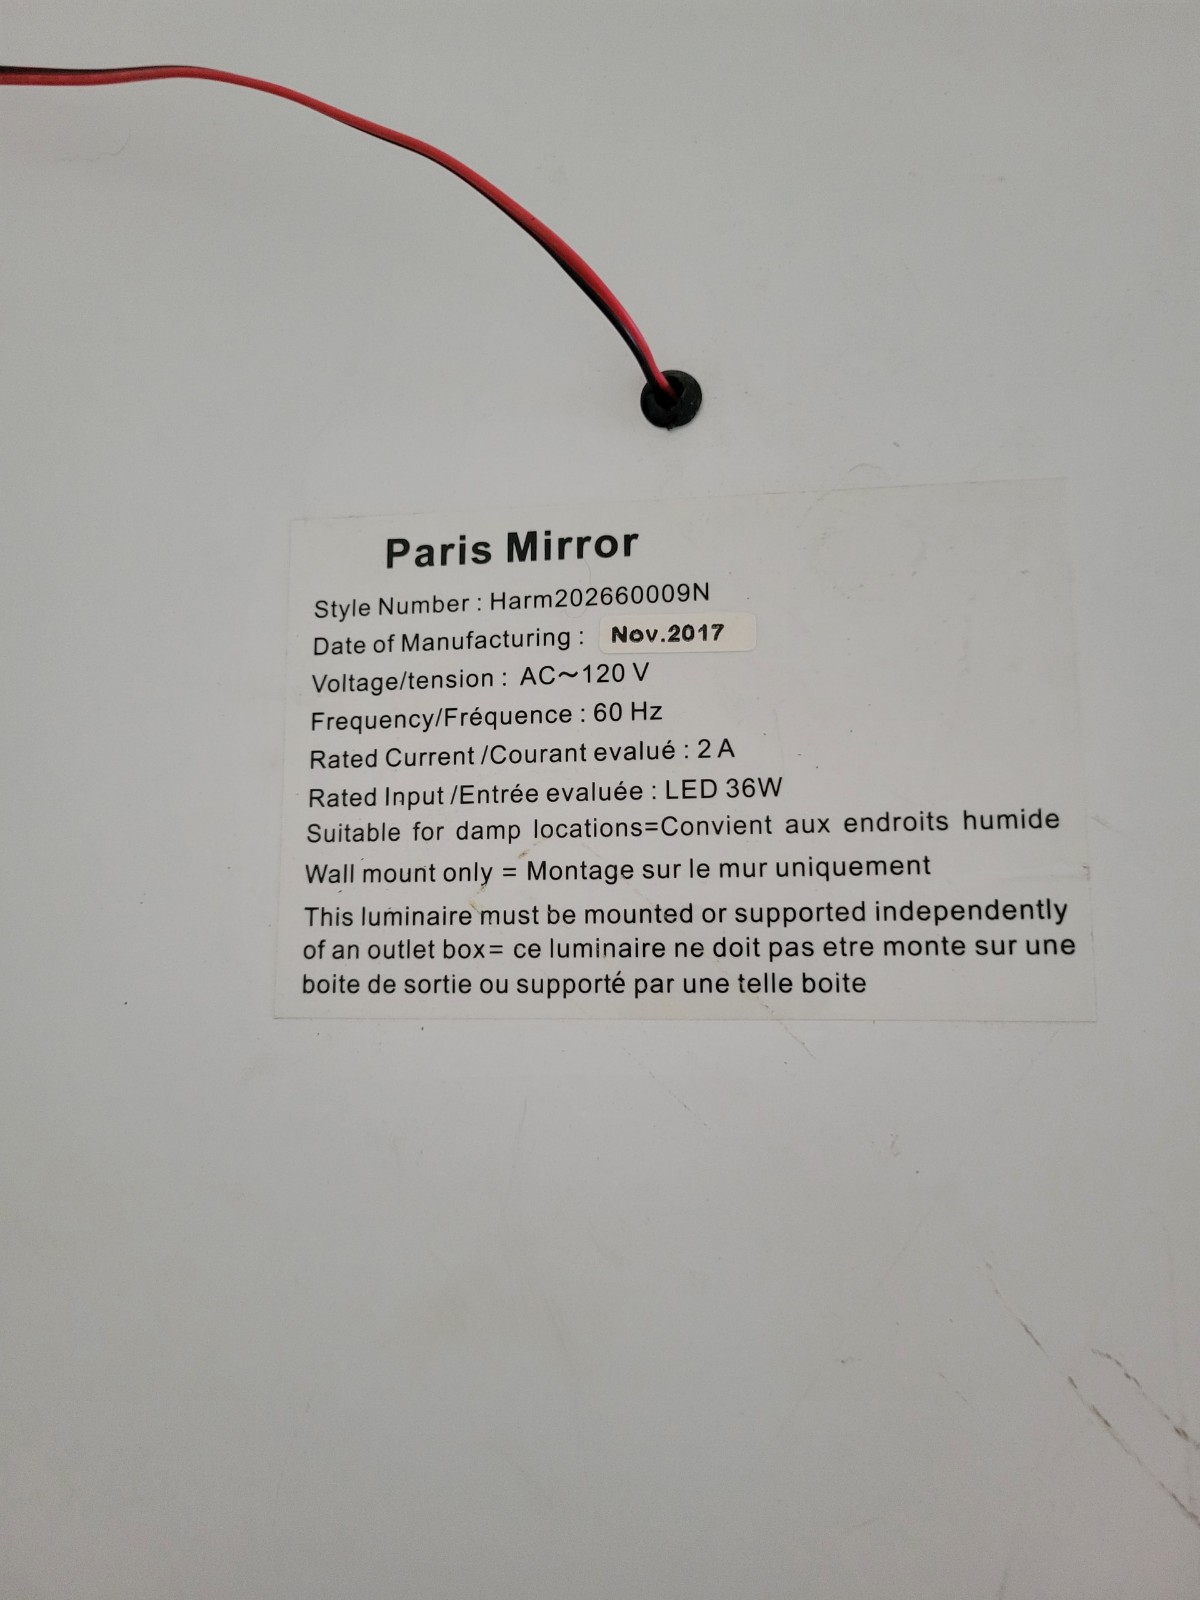 Paris Mirror
Style Number : Harm202660009N
Date of Manufacturing : Nov.2017
Voltage/tension : AC～120 V
Frequency/Fréquence : 60 Hz
Rated Current /Courant evalué : 2 A
Rated Input /Entrée evaluée : LED 36W
Suitable for damp locations=Convient aux endroits humide
Wall mount only = Montage sur le mur uniquement
This luminaire must be mounted or supported independently
of an outlet box= ce luminaire ne doit pas etre monte sur une
boite de sortie ou supporté par une telle boite